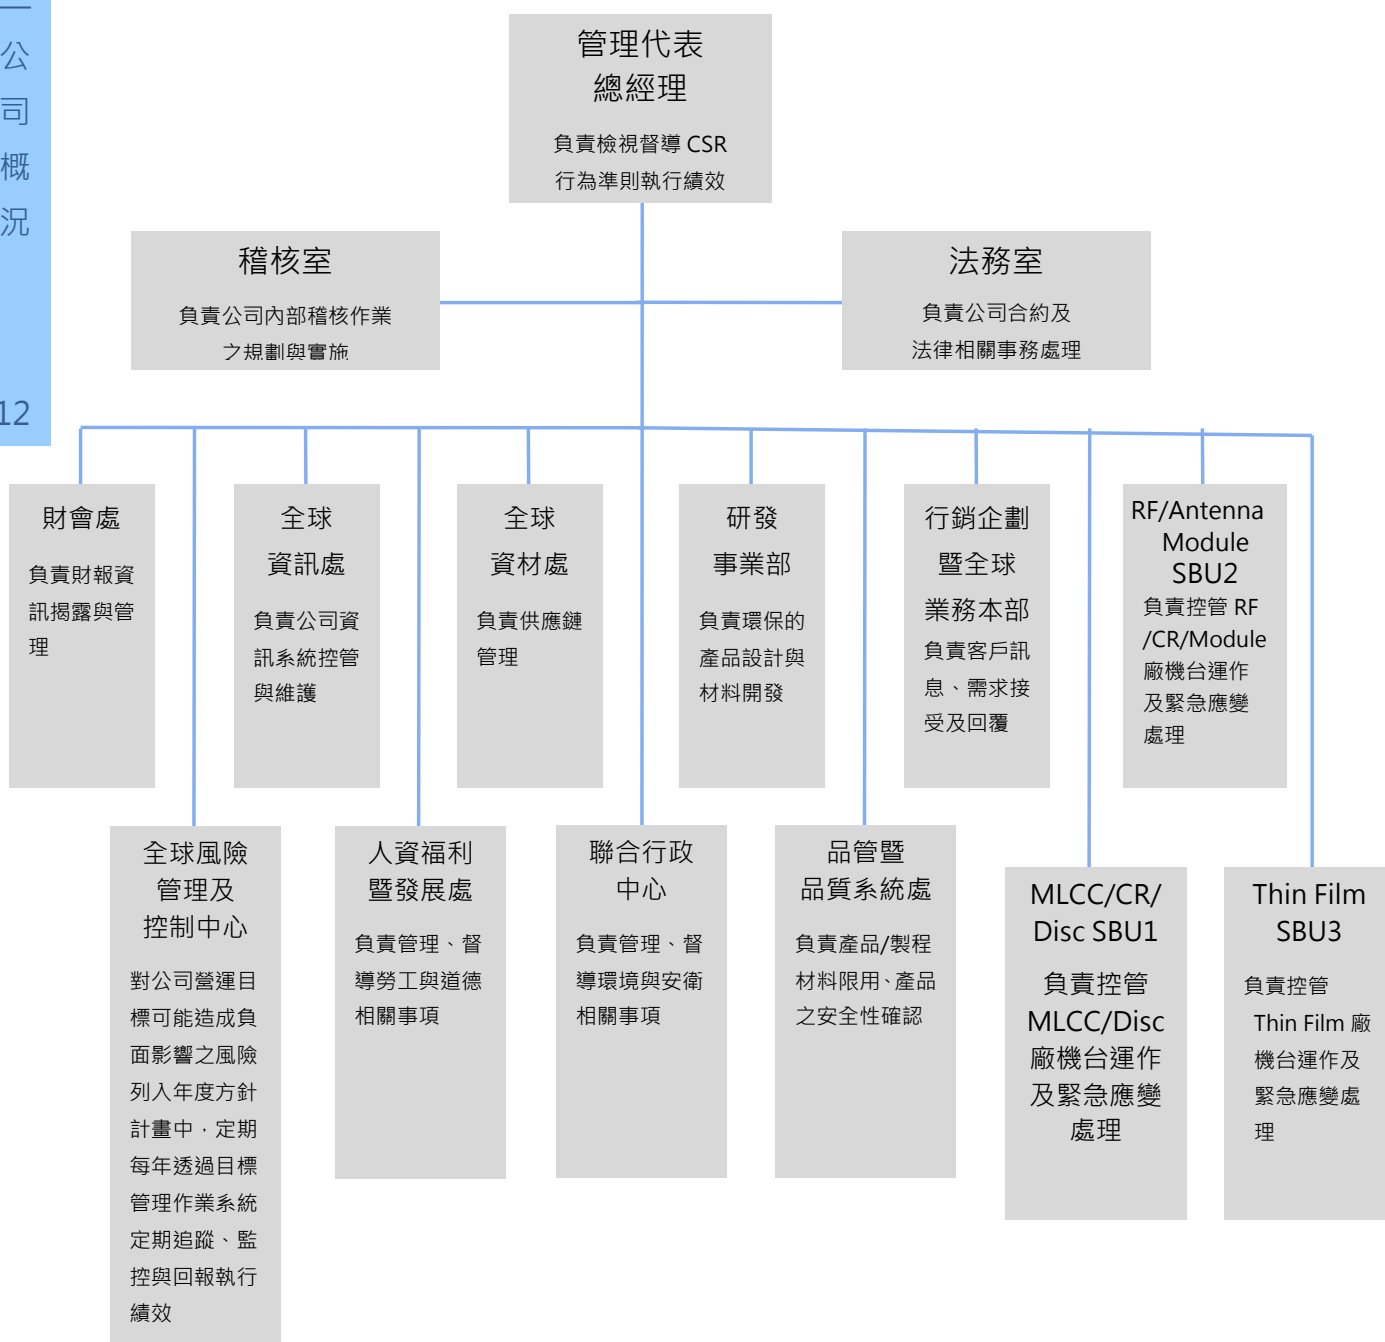 一
公
司
概
況
12
管理代表
總經理
負責檢視督導 CSR
行為準則執行績效
稽核室
負責公司內部稽核作業
之規劃與實施
法務室
負責公司合約及
法律相關事務處理
財會處
負責財報資
訊揭露與管
理
全球
資訊處
負責公司資
訊系統控管
與維護
全球
資材處
負責供應鏈
管理
研發
事業部
負責環保的
產品設計與
材料開發
行銷企劃
暨全球
業務本部
負責客戶訊
息、需求接
受及回覆
RF/Antenna
Module
SBU2
負責控管 RF
/CR/Module
廠機台運作
及緊急應變
處理
全球風險
管理及
控制中心
對公司營運目
標可能造成負
面影響之風險
列入年度方針
計畫中，定期
每年透過目標
管理作業系統
定期追蹤、監
控與回報執行
績效
人資福利
暨發展處
負責管理、督
導勞工與道德
相關事項
聯合行政
中心
負責管理、督
導環境與安衛
相關事項
品管暨
品質系統處
負責產品/製程
材料限用、產品
之安全性確認
MLCC/CR/
Disc SBU1
負責控管
MLCC/Disc
廠機台運作
及緊急應變
處理
Thin Film
SBU3
負責控管
Thin Film 廠
機台運作及
緊急應變處
理